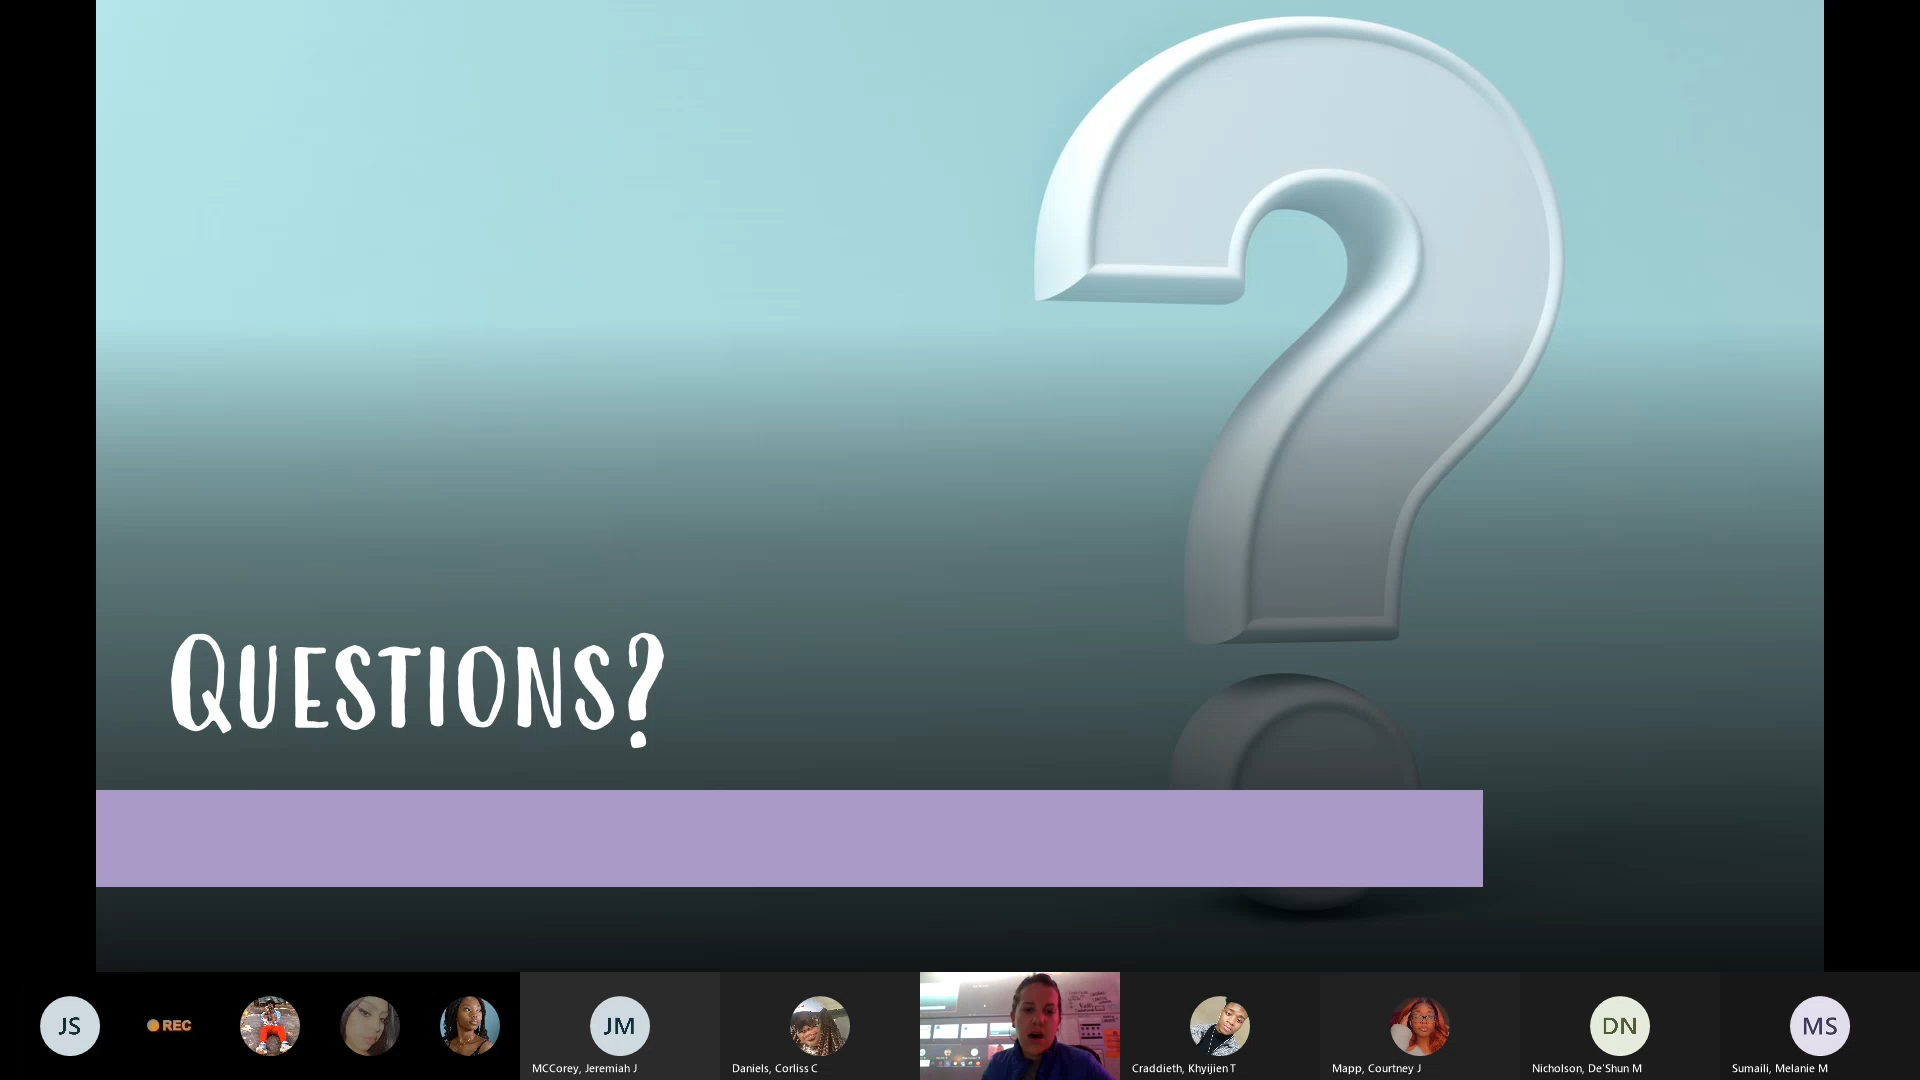 QUESTIONS?
JS
REC
JM
DN
MS
MCCorey, Jeremiah J
Daniels, Corliss C
Craddieth, Khyijien T
Mapp, Courtney J
Nicholson, De'Shun M
Sumaili, Melanie M